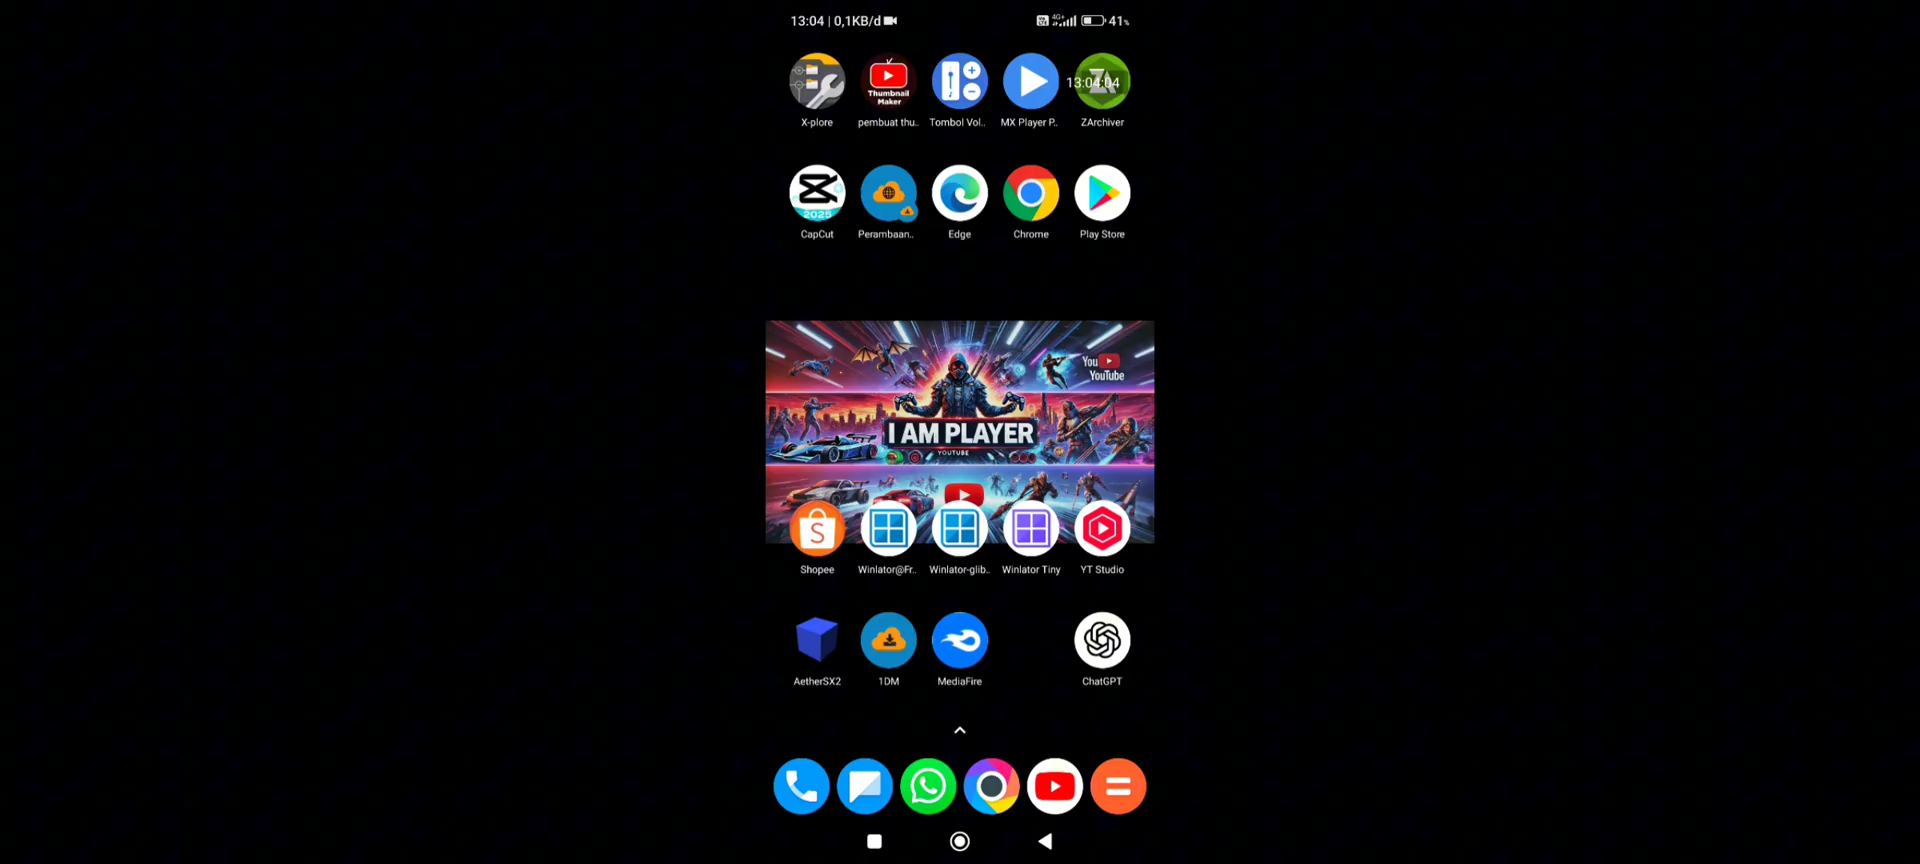 13:04 | 0,1KB/d 4G+ 41%
Thumbnail
Maker
13:04:04
X-plore pembuat thu.. Tombol Vol.. MX Player P.. ZArchiver
2025
CapCut Perambaan.. Edge Chrome Play Store
You
YouTube
I AM PLAYER
YOUTUBE
Shopee Winlator@Fr.. Winlator-glib.. Winlator Tiny YT Studio
AetherSX2 1DM MediaFire ChatGPT